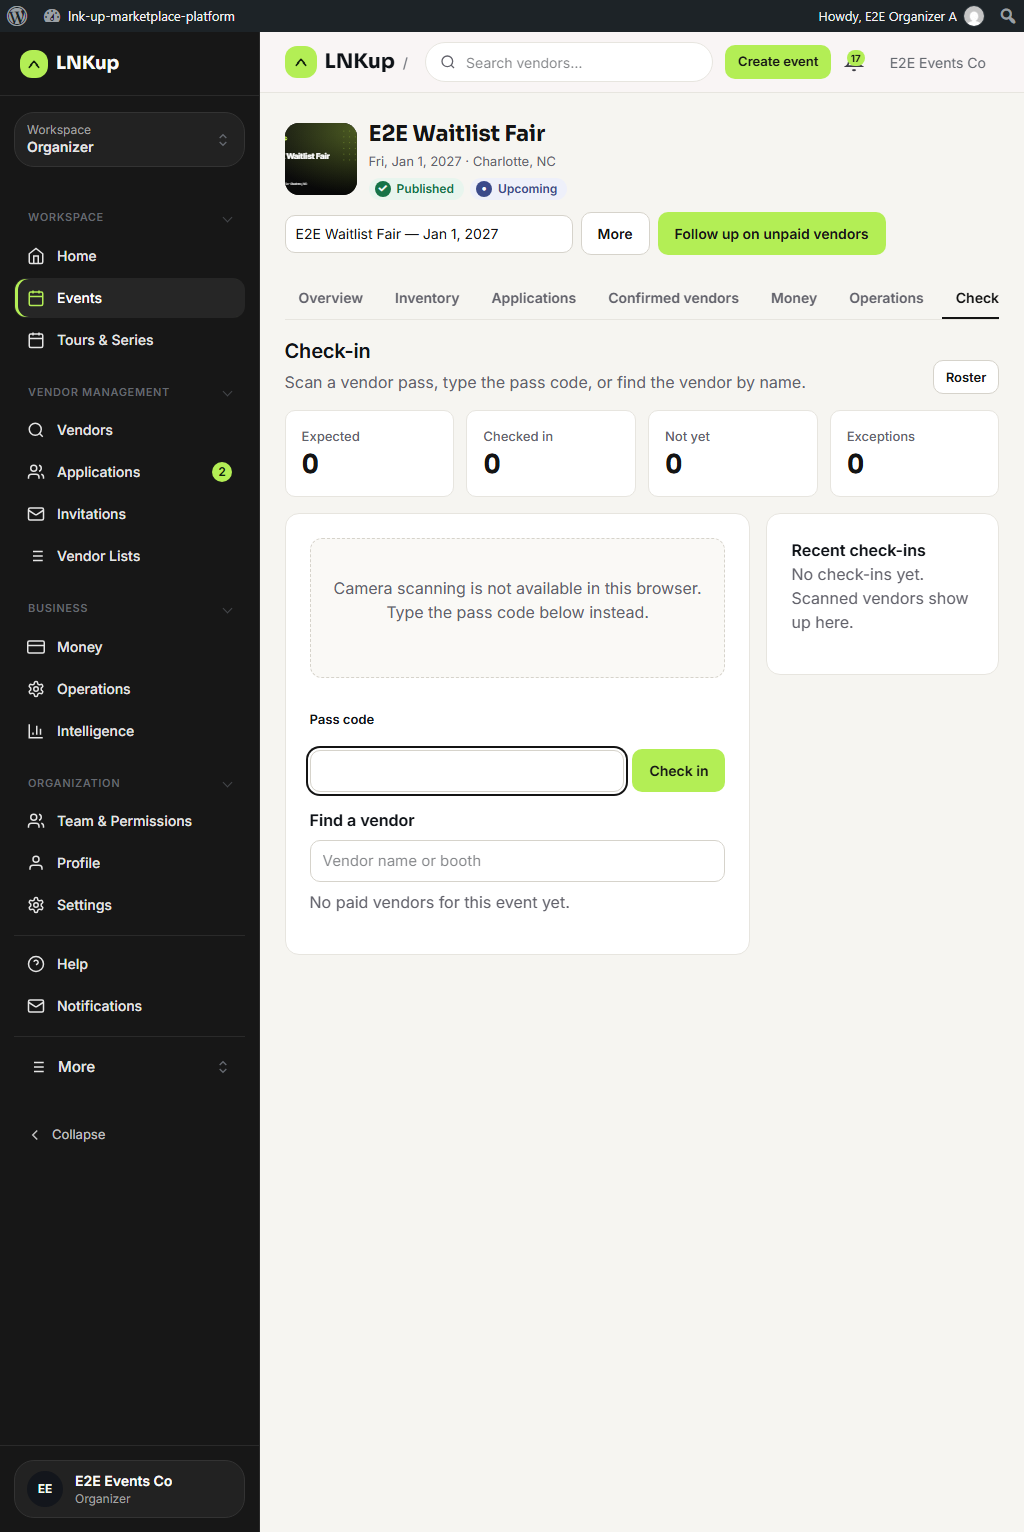 lnk-up-marketplace-platform
Howdy, E2E Organizer A
LNKup
Workspace
Organizer
WORKSPACE
Home
Events
Tours & Series
VENDOR MANAGEMENT
Vendors
Applications
2
Invitations
Vendor Lists
BUSINESS
Money
Operations
Intelligence
ORGANIZATION
Team & Permissions
Profile
Settings
Help
Notifications
More
Collapse
EE
E2E Events Co
Organizer
LNKup /
Search vendors...
Create event
17
E2E Events Co
Waitlist Fair
E2E Waitlist Fair
Fri, Jan 1, 2027 · Charlotte, NC
Published
Upcoming
E2E Waitlist Fair — Jan 1, 2027
More
Follow up on unpaid vendors
Overview
Inventory
Applications
Confirmed vendors
Money
Operations
Check
Check-in
Scan a vendor pass, type the pass code, or find the vendor by name.
Roster
Expected
0
Checked in
0
Not yet
0
Exceptions
0
Camera scanning is not available in this browser.
Type the pass code below instead.
Pass code
Check in
Find a vendor
Vendor name or booth
No paid vendors for this event yet.
Recent check-ins
No check-ins yet.
Scanned vendors show
up here.